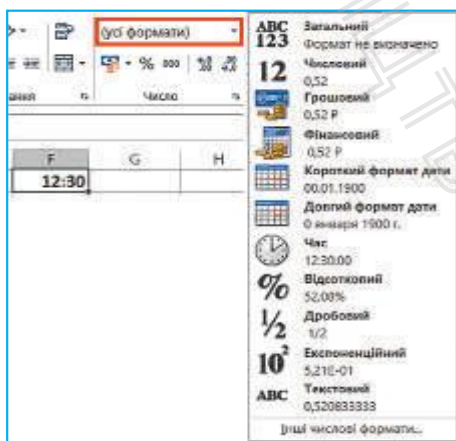 (усі формати)
% 000
Число
F G H
12:30
ABC
123
Загальний
Формат не визначено
12
Числовий
0,52
Грошовий
0,52 ₽
Фінансовий
0,52 ₽
Короткий формат дати
00.01.1900
Довгий формат дати
0 января 1900 г.
Час
12:30:00
%
Відсотковий
52,08%
½
Дробовий
1/2
10²
Експоненційний
5,21E-01
ABC
Текстовий
0,520833333
Інші числові формати...